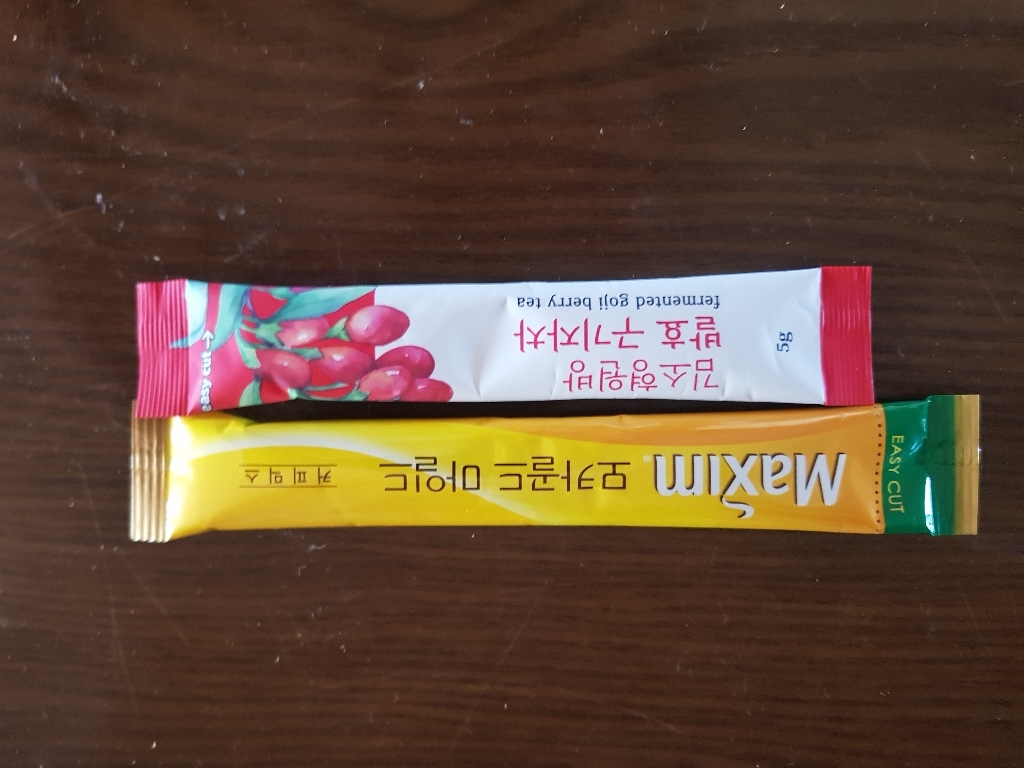 김소형원방
발효 구기자차
fermented goji berry tea
5g
easy cut →
Maxim 모카골드 마일드
커피믹스
EASY CUT